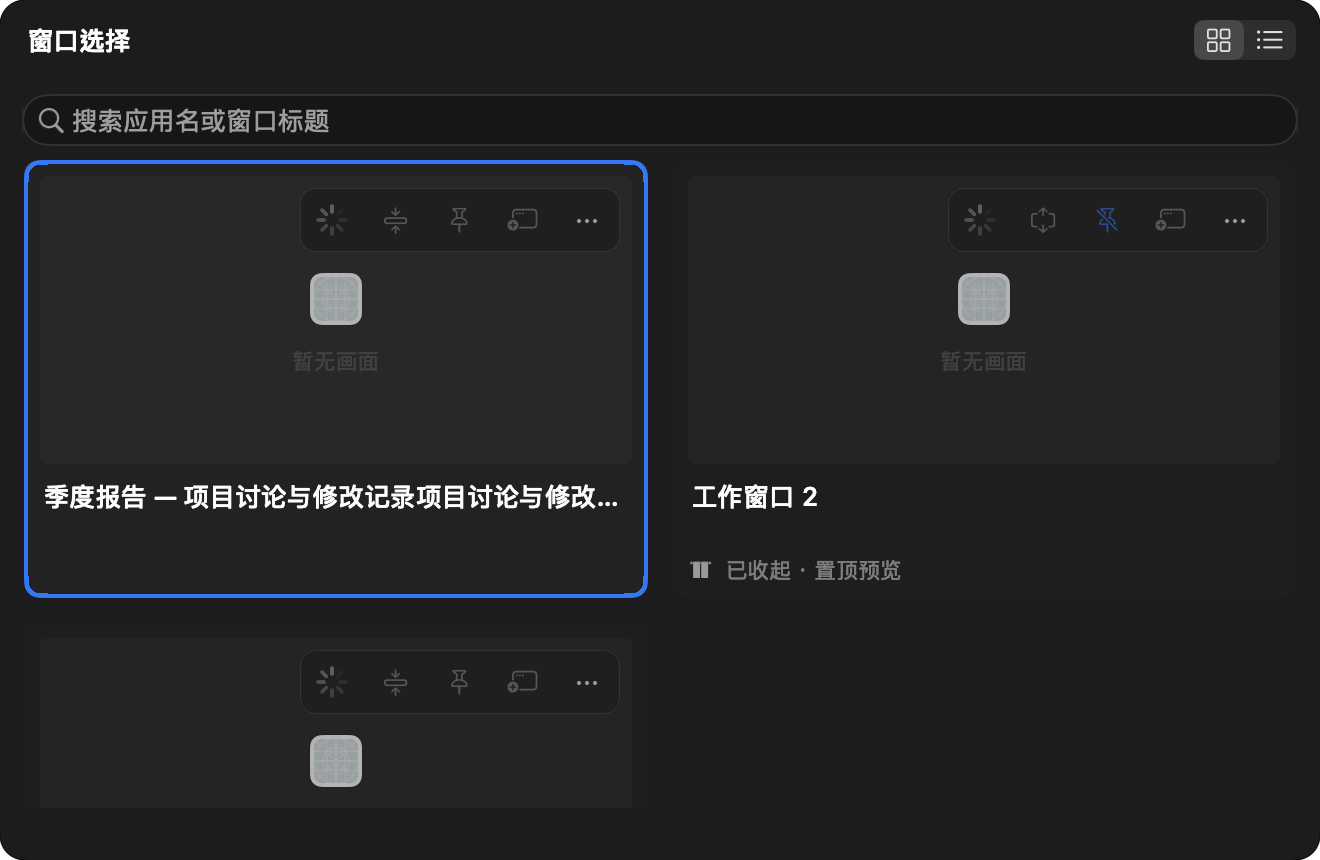 窗口选择
搜索应用名或窗口标题
暂无画面
暂无画面
季度报告 — 项目讨论与修改记录项目讨论与修改...
工作窗口 2
已收起 · 置顶预览